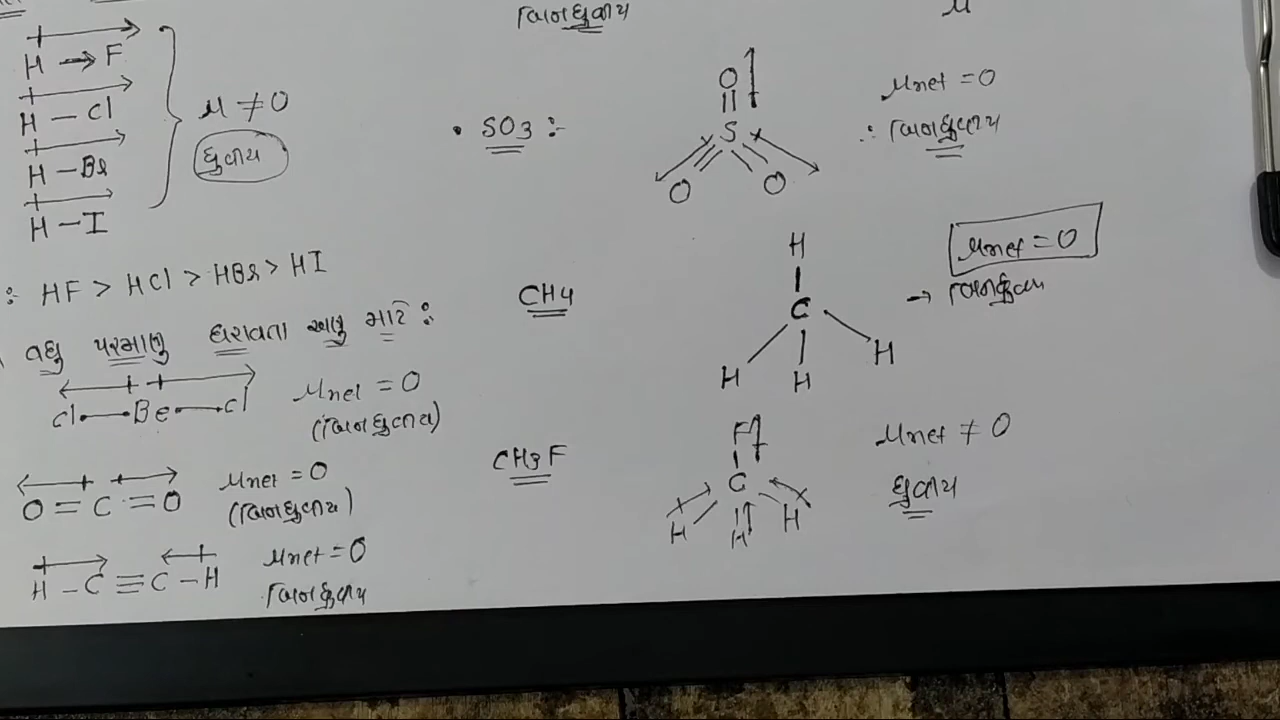 H → F
H – Cl
H – Br
H – I
μ ≠ 0
ધ્રુવીય
: HF > HCl > HBr > HI
વધુ પરમાણુ ધરાવતા અણુ માટે :
Cl — Be — Cl
μnet = 0
(બિનધ્રુવીય)
O = C = O
μnet = 0
(બિનધ્રુવીય)
H – C ≡ C – H
μnet = 0
બિનધ્રુવીય
બિનધ્રુવીય
• SO3 :-
O
S
O O
μnet = 0
∴ બિનધ્રુવીય
CH4
H
C
H H H
μnet = 0
→ બિનધ્રુવીય
CH3F
F
C
H H H
μnet ≠ 0
ધ્રુવીય